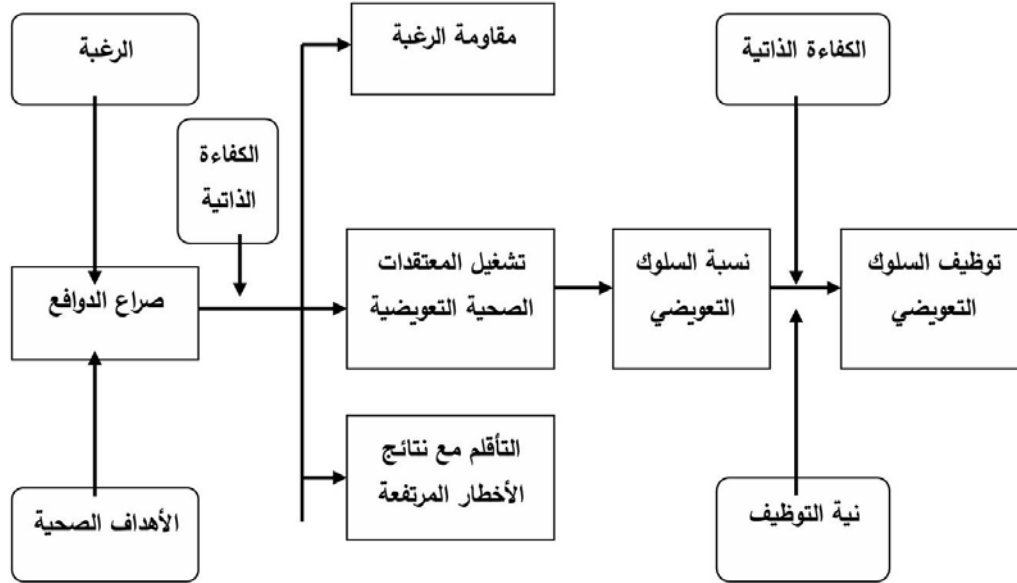 الرغبة
مقاومة الرغبة
الكفاءة الذاتية
الكفاءة
الذاتية
صراع الدوافع
تشغيل المعتقدات
الصحية التعويضية
نسبة السلوك
التعويضي
توظيف السلوك
التعويضي
التأقلم مع نتائج
الأخطار المرتفعة
الأهداف الصحية
نية التوظيف